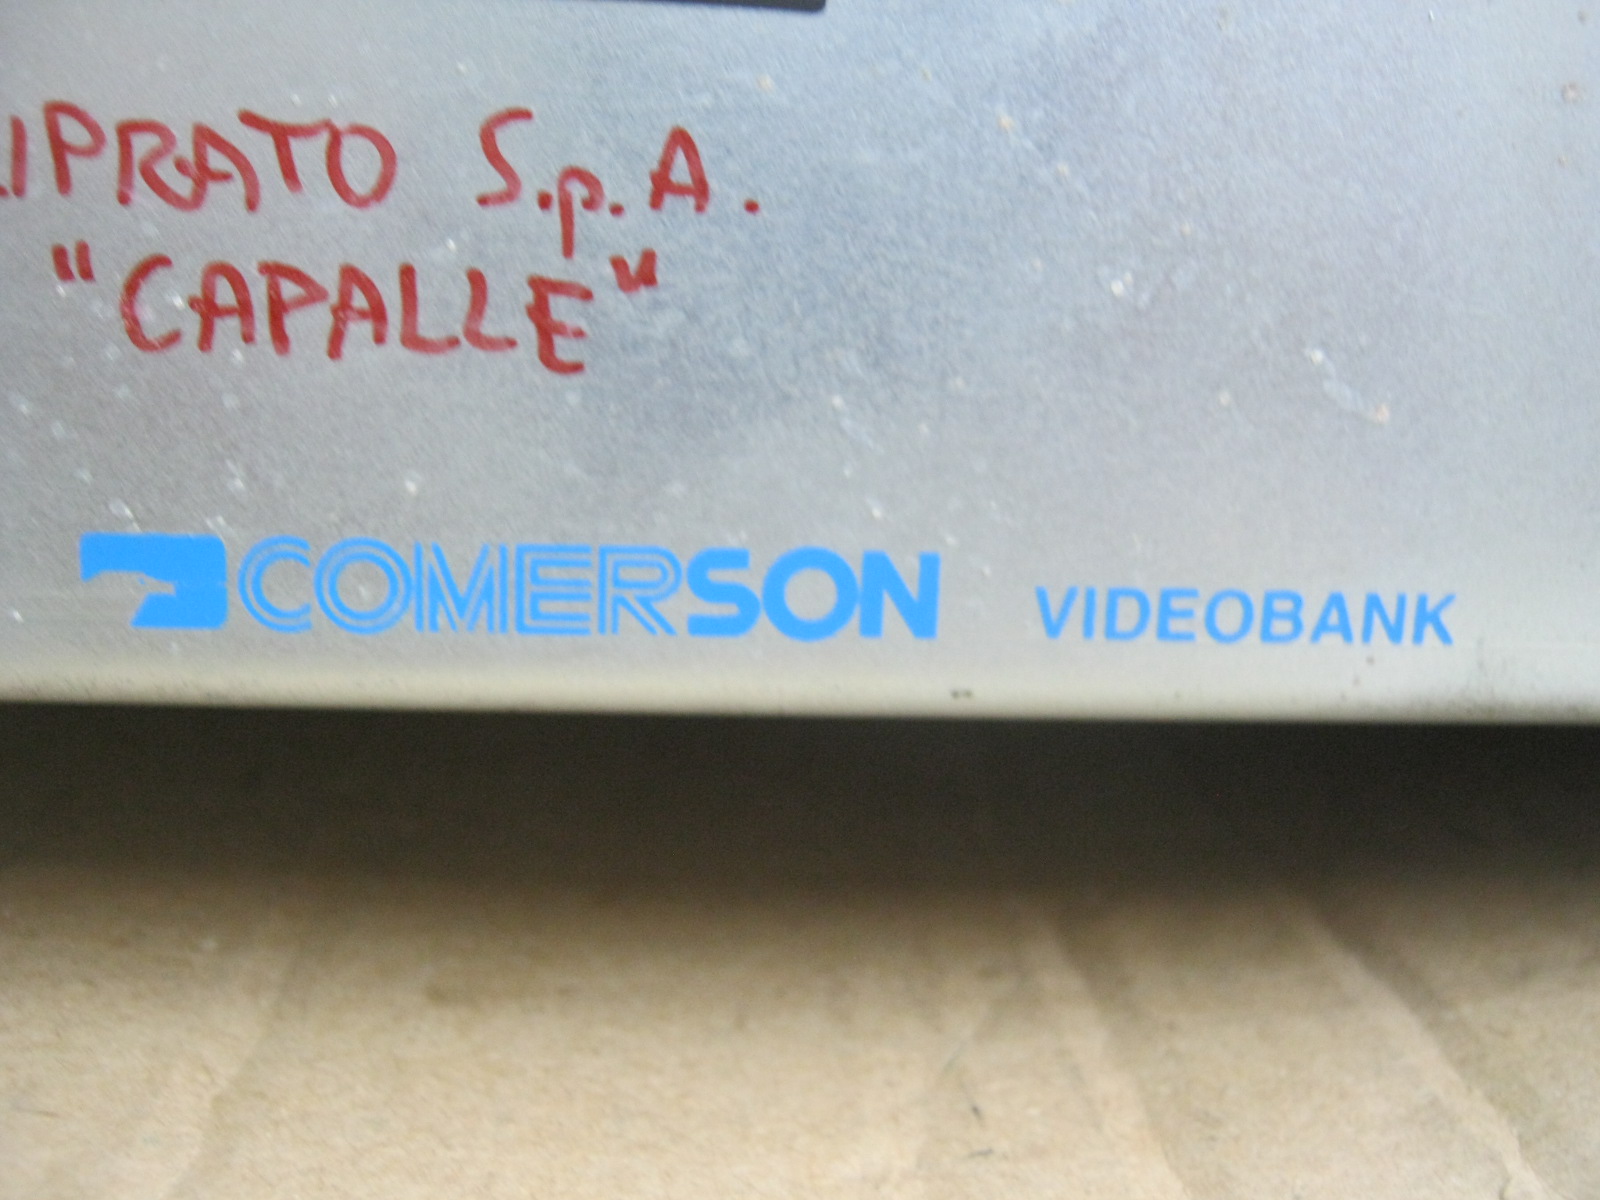 IPRATO S.p.A.
"CAPALLE"
COMERSON VIDEOBANK